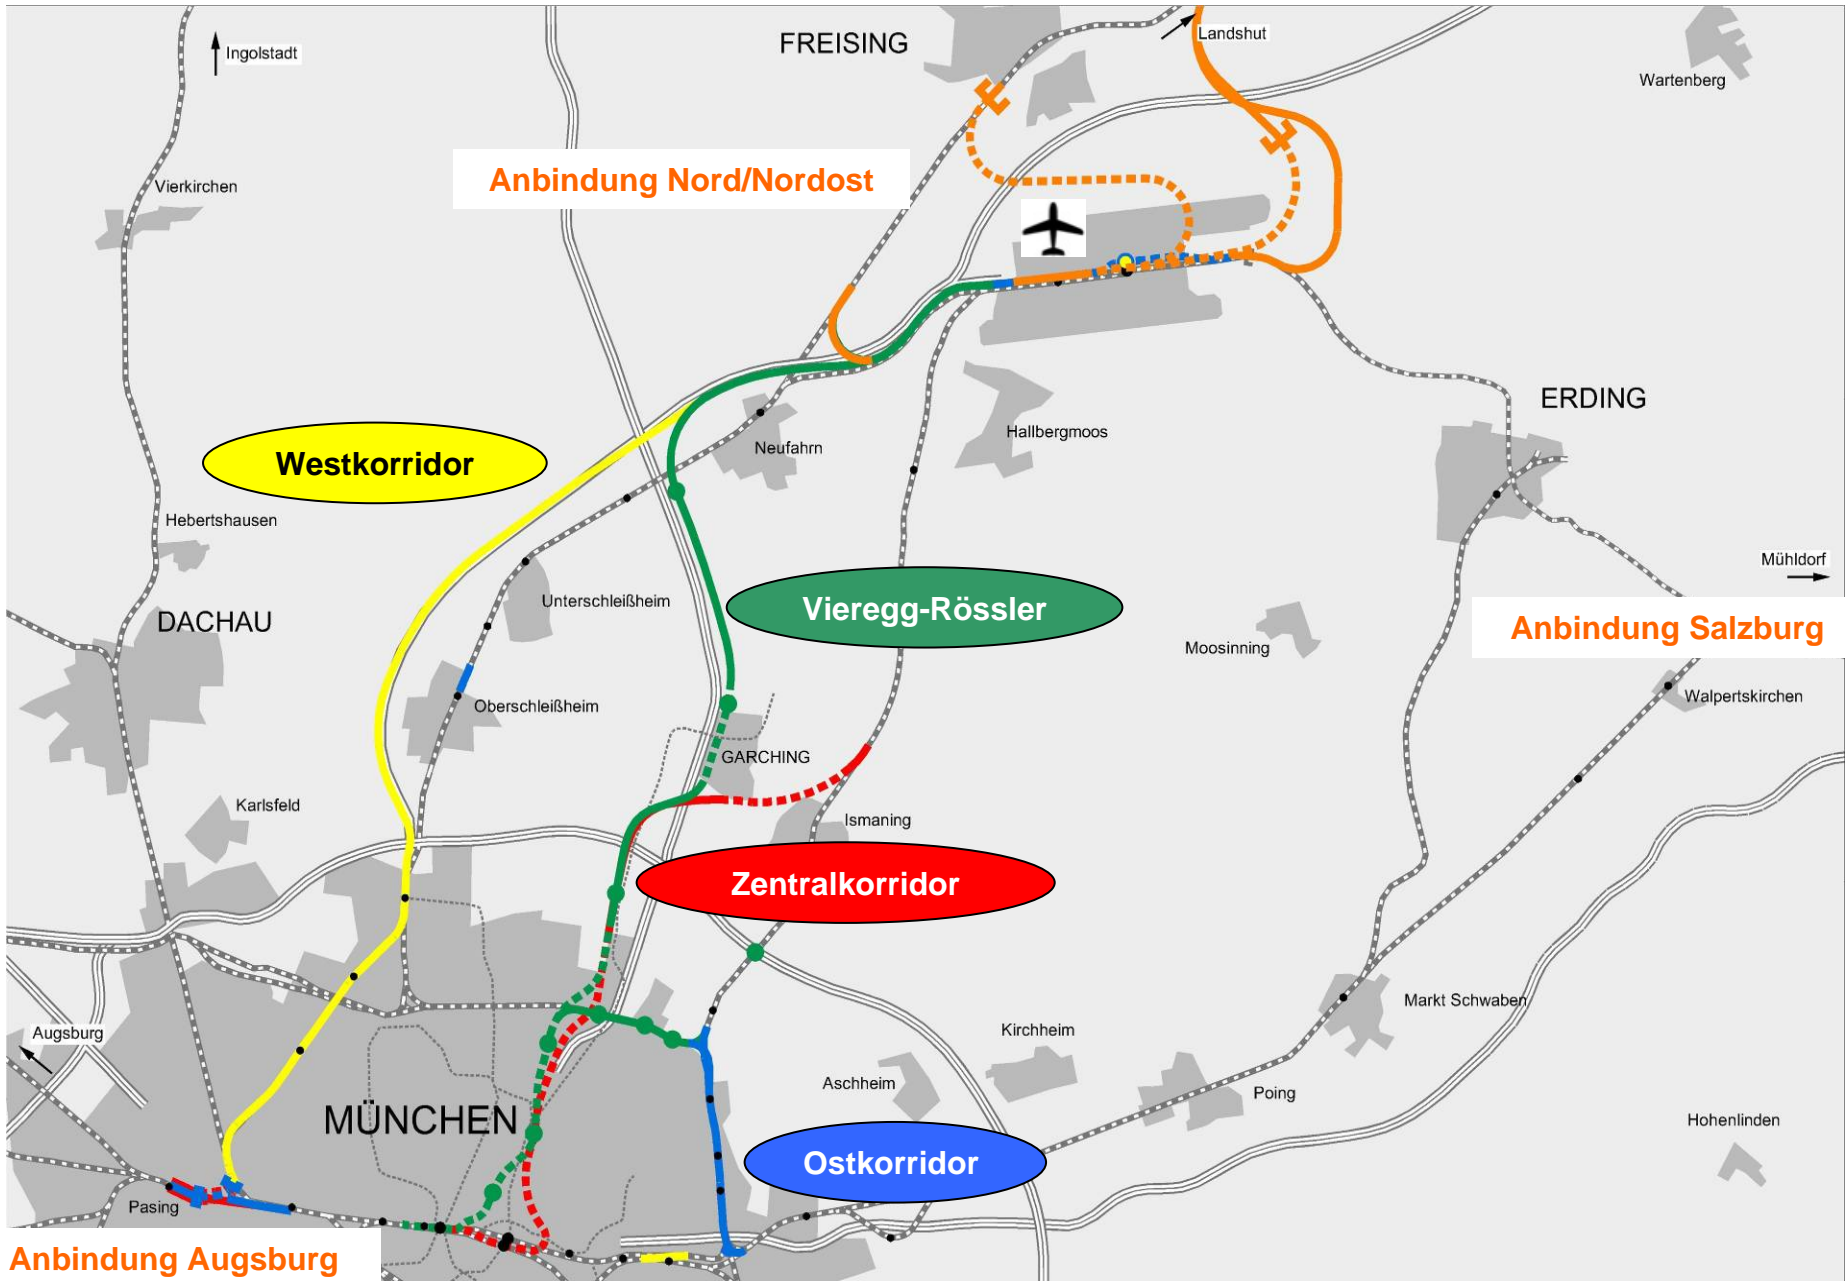 FREISING
Landshut
Ingolstadt
Wartenberg
Anbindung Nord/Nordost
Vierkirchen
ERDING
Hallbergmoos
Neufahrn
Westkorridor
Hebertshausen
Mühldorf
Unterschleißheim
Vieregg-Rössler
DACHAU
Anbindung Salzburg
Moosinning
Walpertskirchen
Oberschleißheim
GARCHING
Karlsfeld
Ismaning
Zentralkorridor
Markt Schwaben
Augsburg
Kirchheim
Aschheim
Poing
MÜNCHEN
Hohenlinden
Ostkorridor
Pasing
Anbindung Augsburg